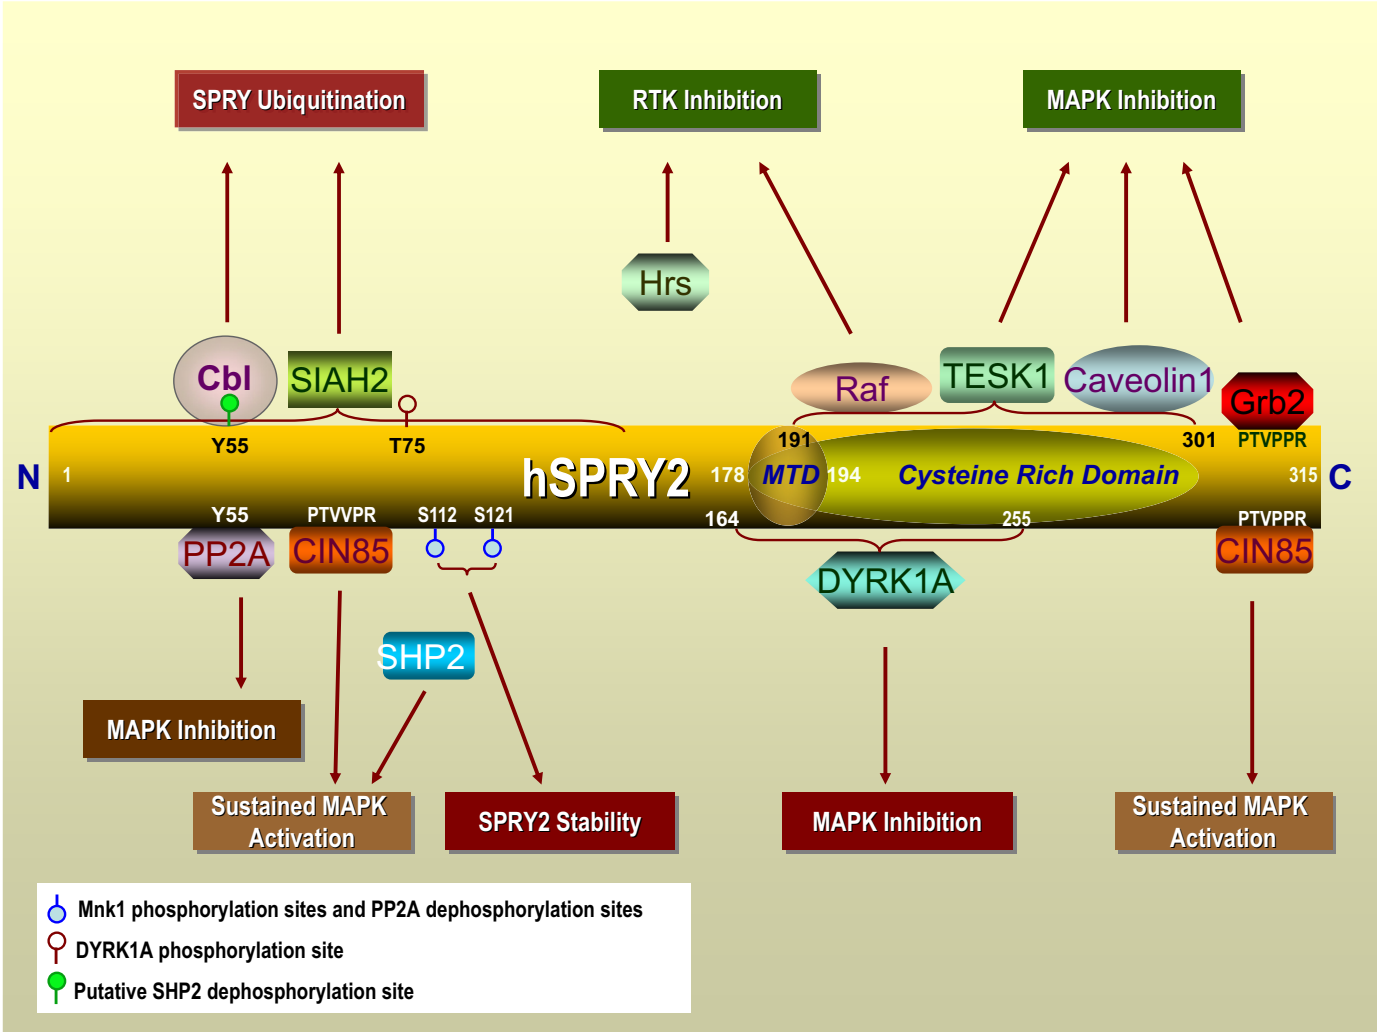 SPRY Ubiquitination
RTK Inhibition
MAPK Inhibition
Hrs
Cbl
SIAH2
Raf
TESK1
Caveolin1
Grb2
Y55
T75
191
301
PTVPPR
N
1
hSPRY2
178
MTD
194
Cysteine Rich Domain
315
C
Y55
PTVVPR
S112
S121
164
255
PTVPPR
PP2A
CIN85
DYRK1A
CIN85
SHP2
MAPK Inhibition
Sustained MAPK
Activation
SPRY2 Stability
MAPK Inhibition
Sustained MAPK
Activation
Mnk1 phosphorylation sites and PP2A dephosphorylation sites
DYRK1A phosphorylation site
Putative SHP2 dephosphorylation site